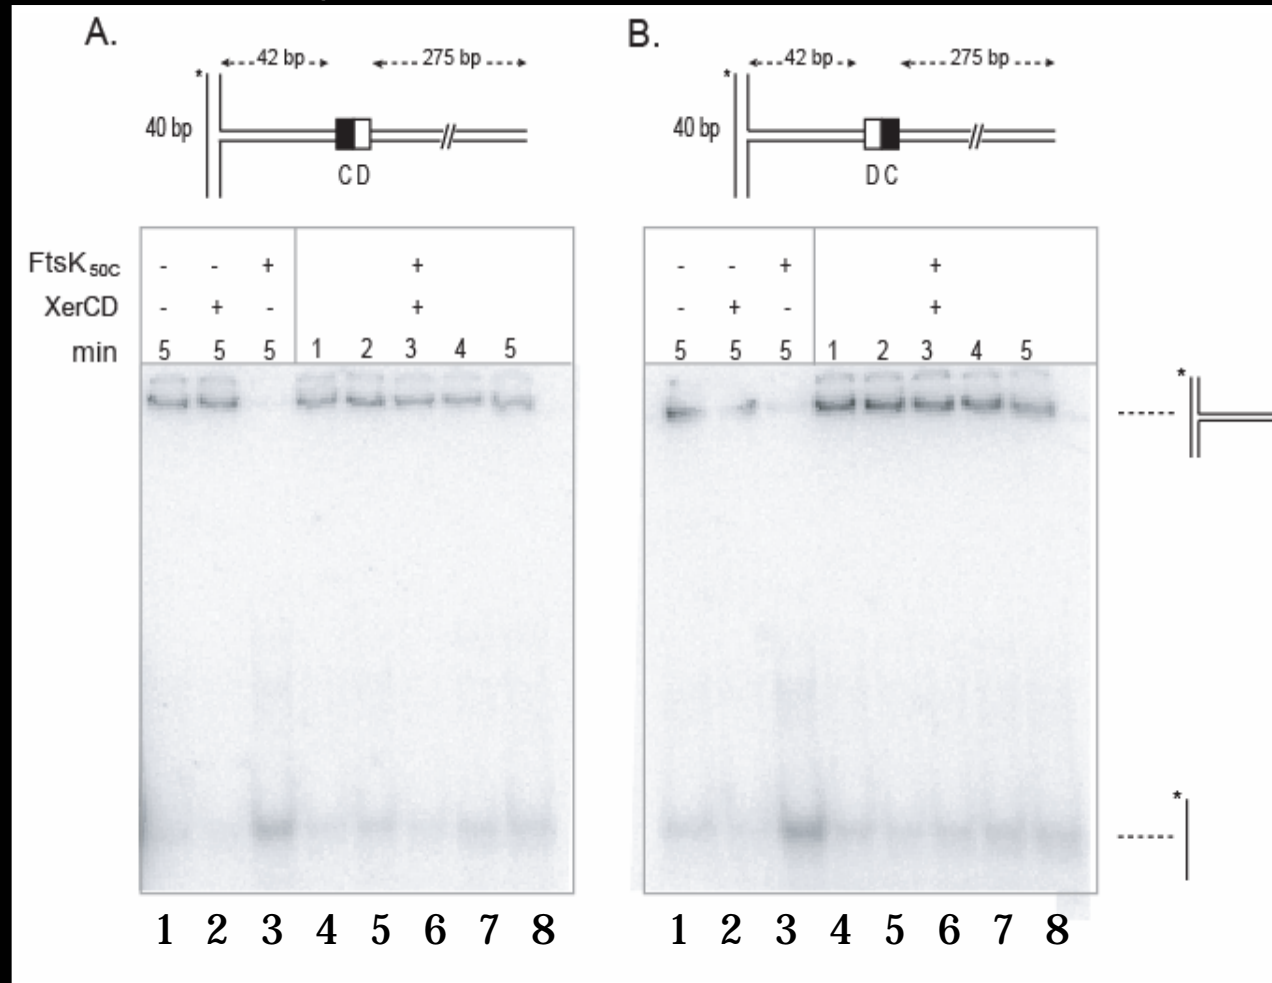 A. B.
42 bp 275 bp 42 bp 275 bp
* *
40 bp 40 bp
C D D C
FtsK50C - - + + - - + +
XerCD - + - + - + - +
min 5 5 5 1 2 3 4 5 5 5 5 1 2 3 4 5
*
*
1 2 3 4 5 6 7 8 1 2 3 4 5 6 7 8